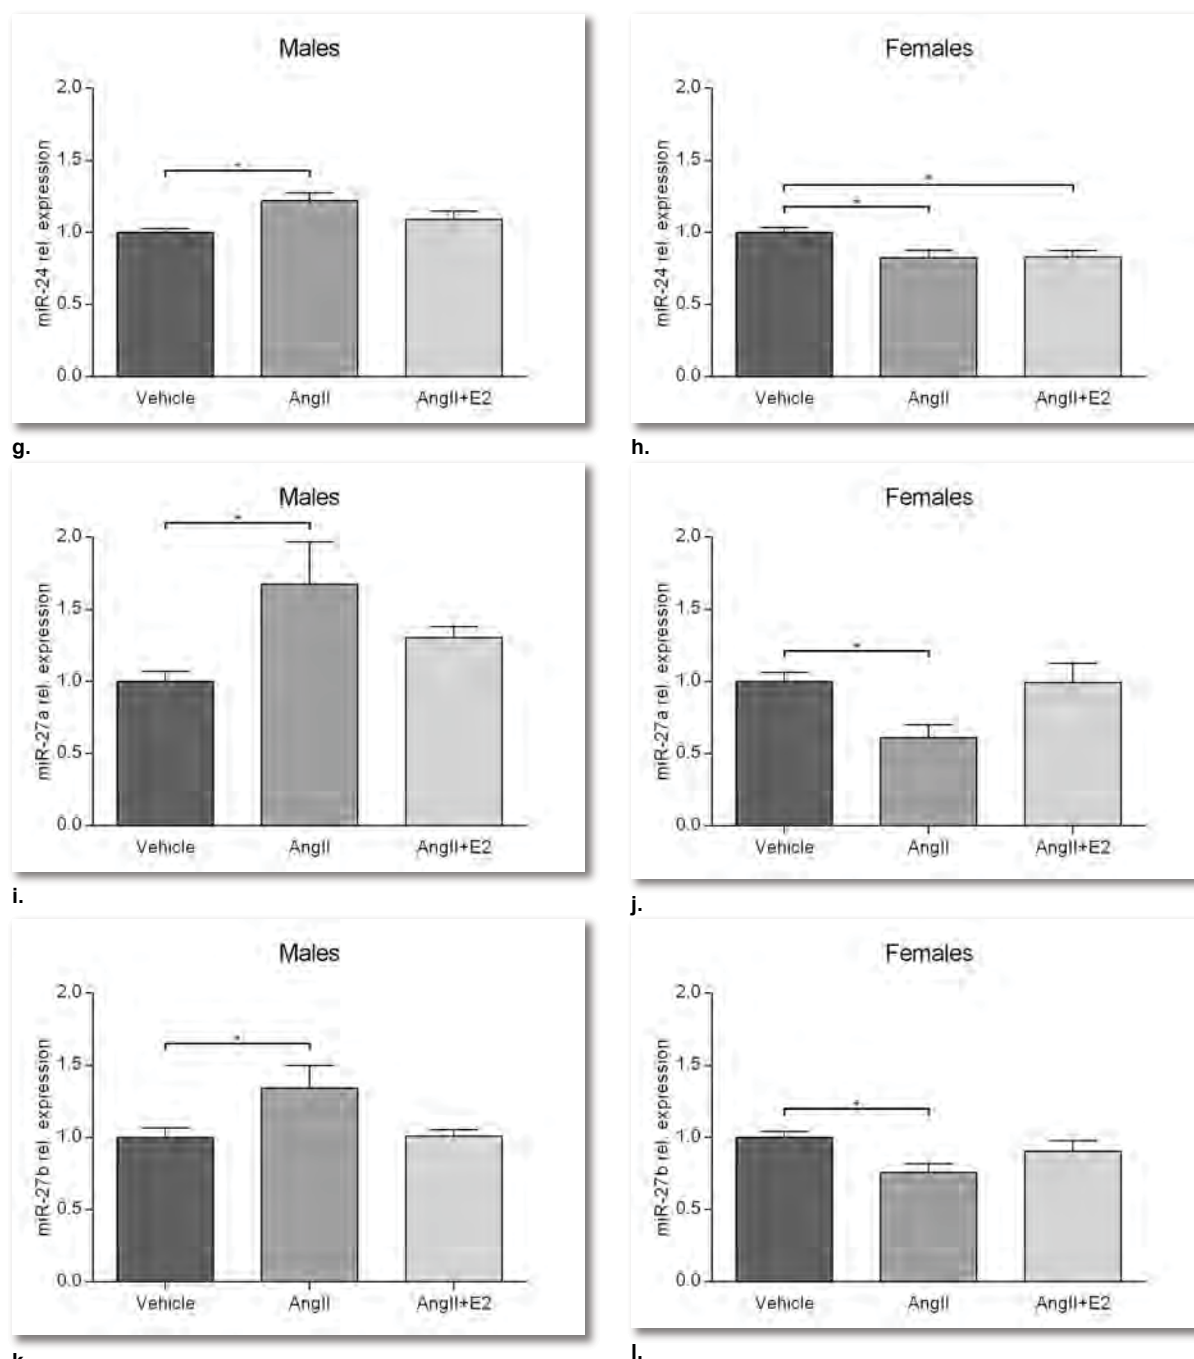 Males
2.0
1.5
1.0
0.5
0.0
miR-24 rel. expression
*
Vehicle
AngII
AngII+E2
g.
Females
2.0
1.5
1.0
0.5
0.0
miR-24 rel. expression
*
*
Vehicle
AngII
AngII+E2
h.
Males
2.0
1.5
1.0
0.5
0.0
miR-27a rel. expression
*
Vehicle
AngII
AngII+E2
i.
Females
2.0
1.5
1.0
0.5
0.0
miR-27a rel. expression
*
Vehicle
AngII
AngII+E2
j.
Males
2.0
1.5
1.0
0.5
0.0
miR-27b rel. expression
*
Vehicle
AngII
AngII+E2
k.
Females
2.0
1.5
1.0
0.5
0.0
miR-27b rel. expression
*
Vehicle
AngII
AngII+E2
l.